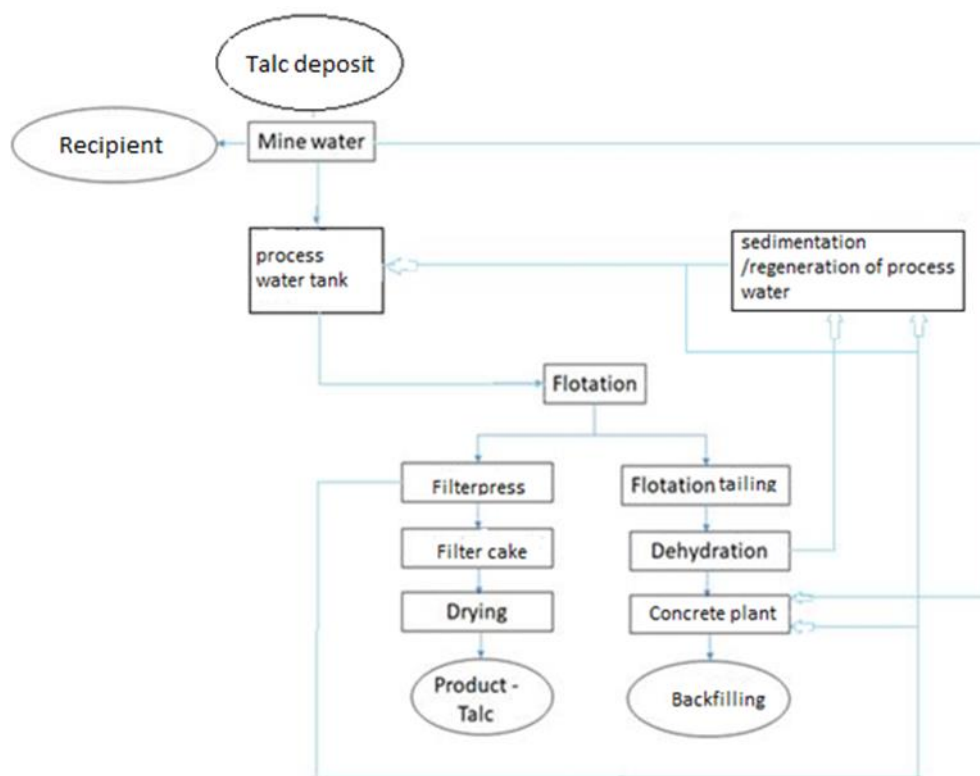 Talc deposit
Recipient
Mine water
process
water tank
sedimentation
/regeneration of process
water
Flotation
Filterpress
Flotation tailing
Filter cake
Dehydration
Drying
Concrete plant
Product -
Talc
Backfilling